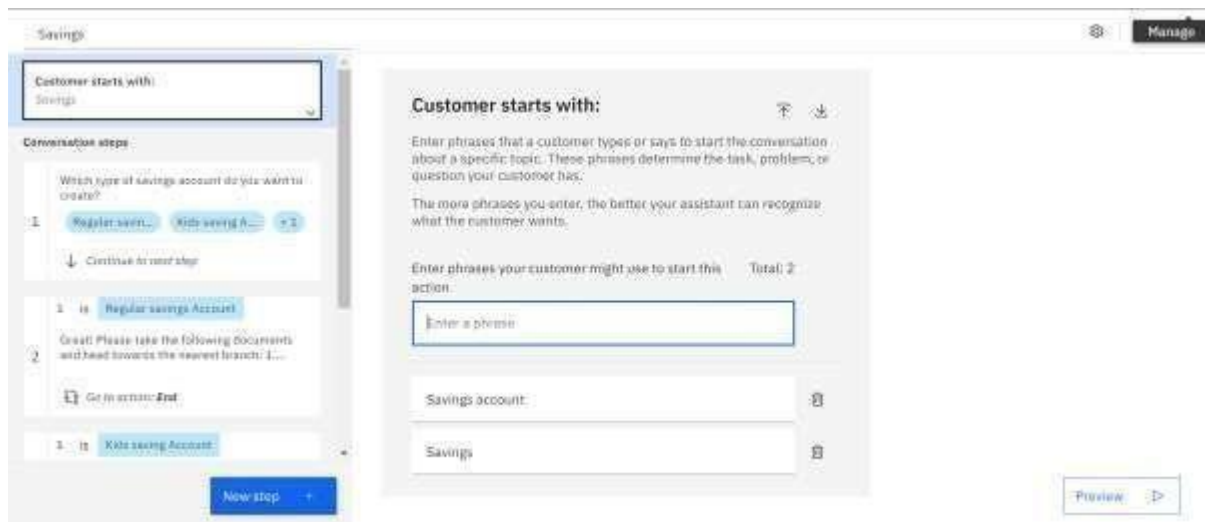 Savings
Manage
Customer starts with:
Savings
Conversation steps
1
Which type of savings account do you want to
create?
Regular savin...
Kids saving A...
+ 1
Continue to next step
2
1 is Regular savings Account
Great! Please take the following documents
and head towards the nearest branch: 1....
Go to action: End
1 is Kids saving Account
New step +
Customer starts with:
Enter phrases that a customer types or says to start the conversation
about a specific topic. These phrases determine the task, problem, or
question your customer has.
The more phrases you enter, the better your assistant can recognize
what the customer wants.
Enter phrases your customer might use to start this
action
Total: 2
Enter a phrase
Savings account
Savings
Preview